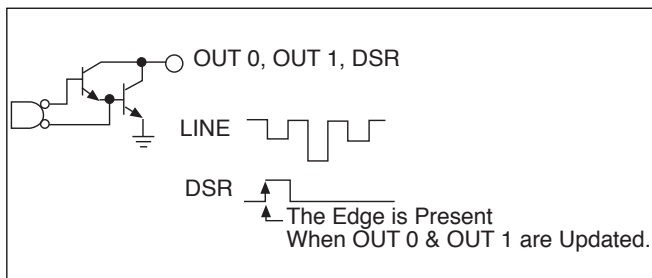 OUT 0, OUT 1, DSR
LINE
DSR
The Edge is Present
When OUT 0 & OUT 1 are Updated.